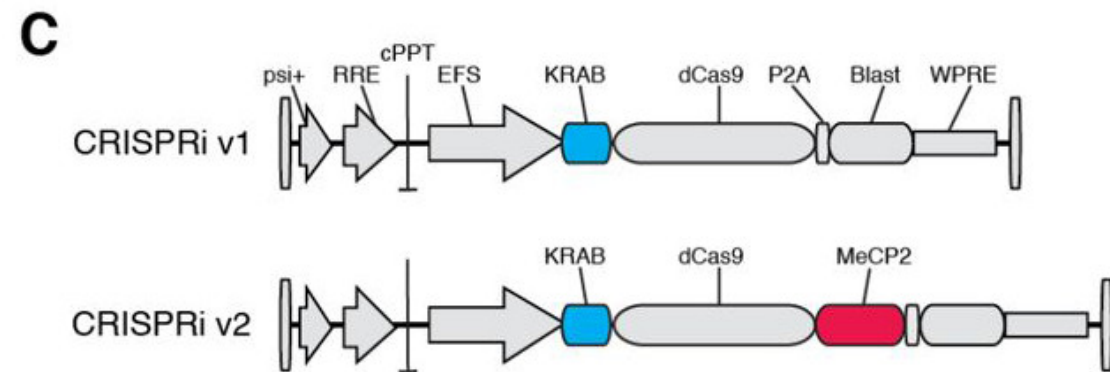 C
cPPT
psi+ RRE EFS KRAB dCas9 P2A Blast WPRE
CRISPRi v1
KRAB dCas9 MeCP2
CRISPRi v2